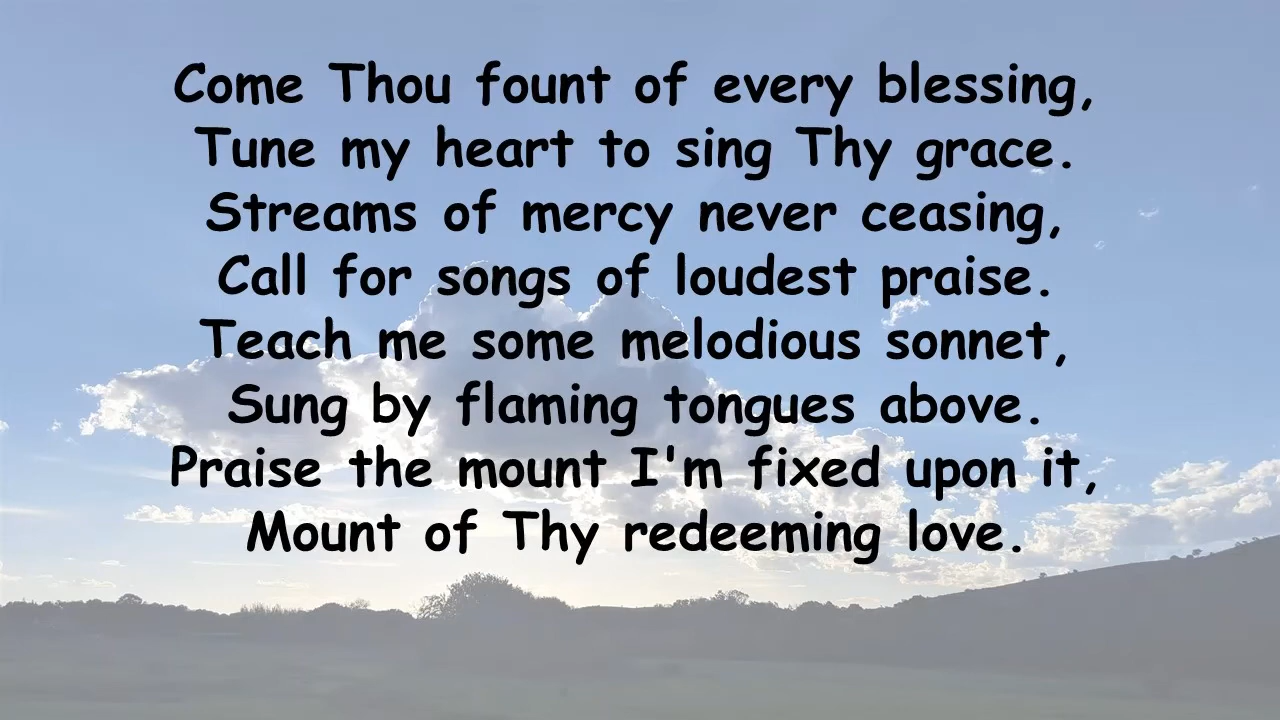 Come Thou fount of every blessing,
Tune my heart to sing Thy grace.
Streams of mercy never ceasing,
Call for songs of loudest praise.
Teach me some melodious sonnet,
Sung by flaming tongues above.
Praise the mount I'm fixed upon it,
Mount of Thy redeeming love.